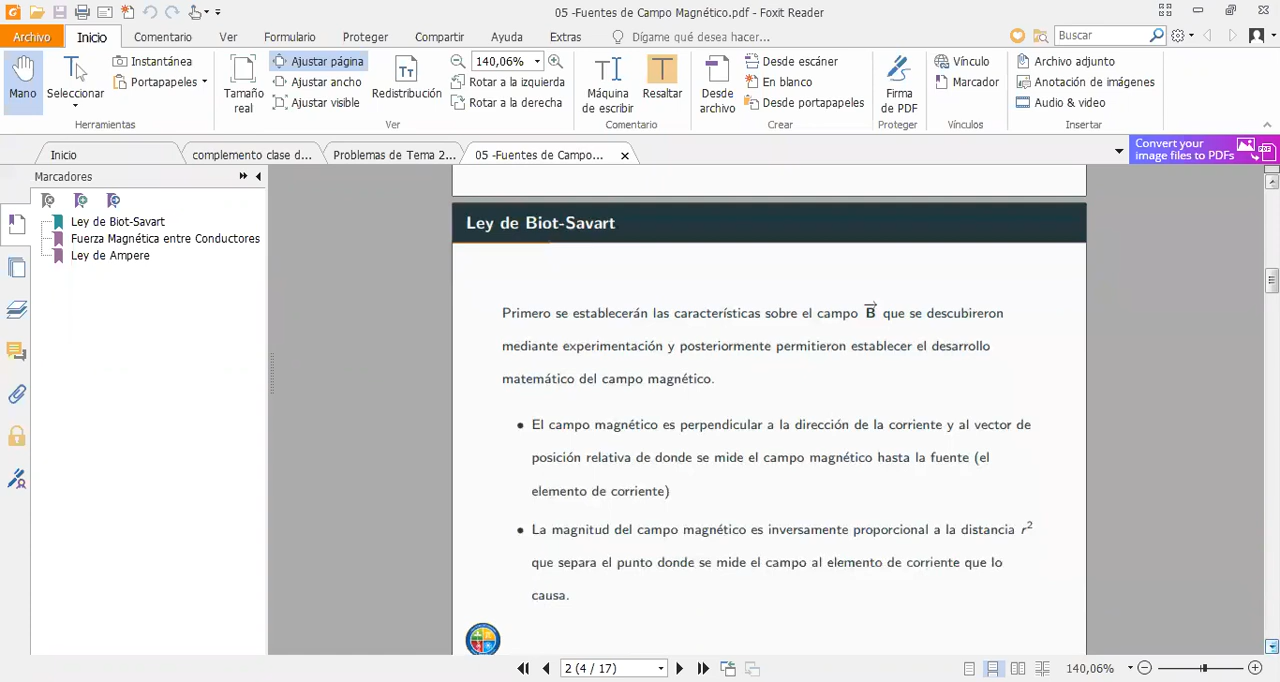 05 -Fuentes de Campo Magnético.pdf - Foxit Reader
Archivo Inicio Comentario Ver Formulario Proteger Compartir Ayuda Extras Dígame qué desea hacer... Buscar
Mano
Seleccionar
Instantánea
Portapapeles
Herramientas
Tamaño
real
Ajustar página
Ajustar ancho
Ajustar visible
Redistribución
140,06%
Rotar a la izquierda
Rotar a la derecha
Ver
Máquina
de escribir
Resaltar
Comentario
Desde
archivo
Desde escáner
En blanco
Desde portapapeles
Crear
Firma
de PDF
Proteger
Vínculo
Marcador
Vínculos
Archivo adjunto
Anotación de imágenes
Audio & video
Insertar
Inicio
complemento clase d...
Problemas de Tema 2...
05 -Fuentes de Campo...
Convert your
image files to PDFs
PDF
Marcadores
Ley de Biot-Savart
Fuerza Magnética entre Conductores
Ley de Ampere
Ley de Biot-Savart
Primero se establecerán las características sobre el campo B⃗ que se descubireron
mediante experimentación y posteriormente permitieron establecer el desarrollo
matemático del campo magnético.
• El campo magnético es perpendicular a la dirección de la corriente y al vector de
posición relativa de donde se mide el campo magnético hasta la fuente (el
elemento de corriente)
• La magnitud del campo magnético es inversamente proporcional a la distancia r²
que separa el punto donde se mide el campo al elemento de corriente que lo
causa.
2 (4 / 17)
140,06%